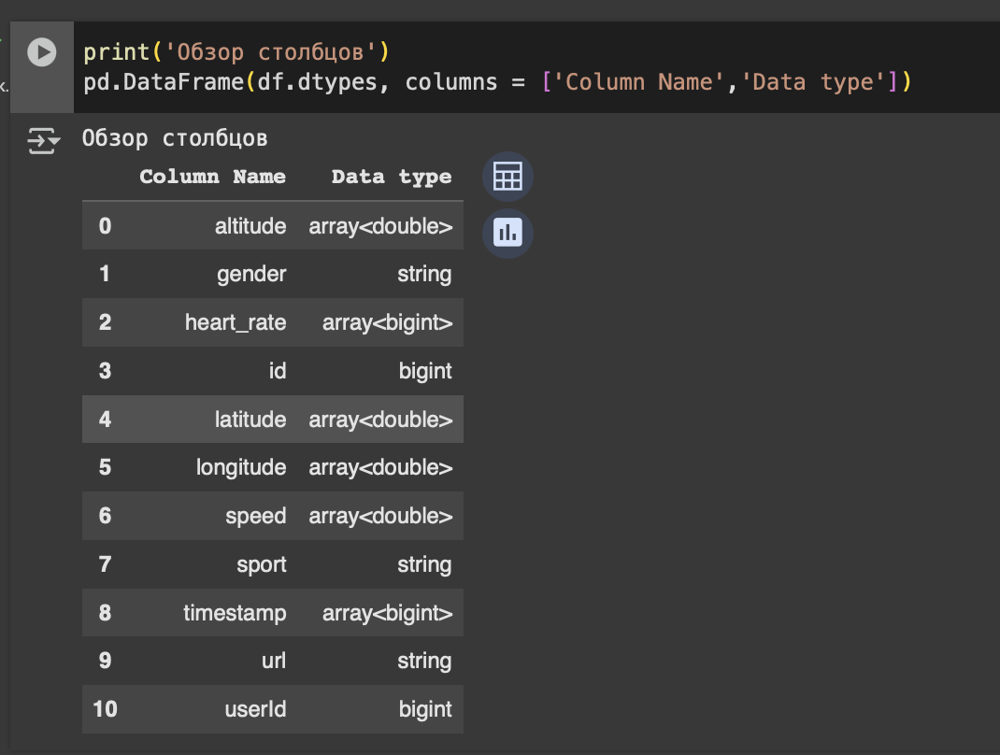 print('Обзор столбцов')
pd.DataFrame(df.dtypes, columns = ['Column Name','Data type'])
Обзор столбцов
Column Name Data type
0 altitude array<double>
1 gender string
2 heart_rate array<bigint>
3 id bigint
4 latitude array<double>
5 longitude array<double>
6 speed array<double>
7 sport string
8 timestamp array<bigint>
9 url string
10 userId bigint